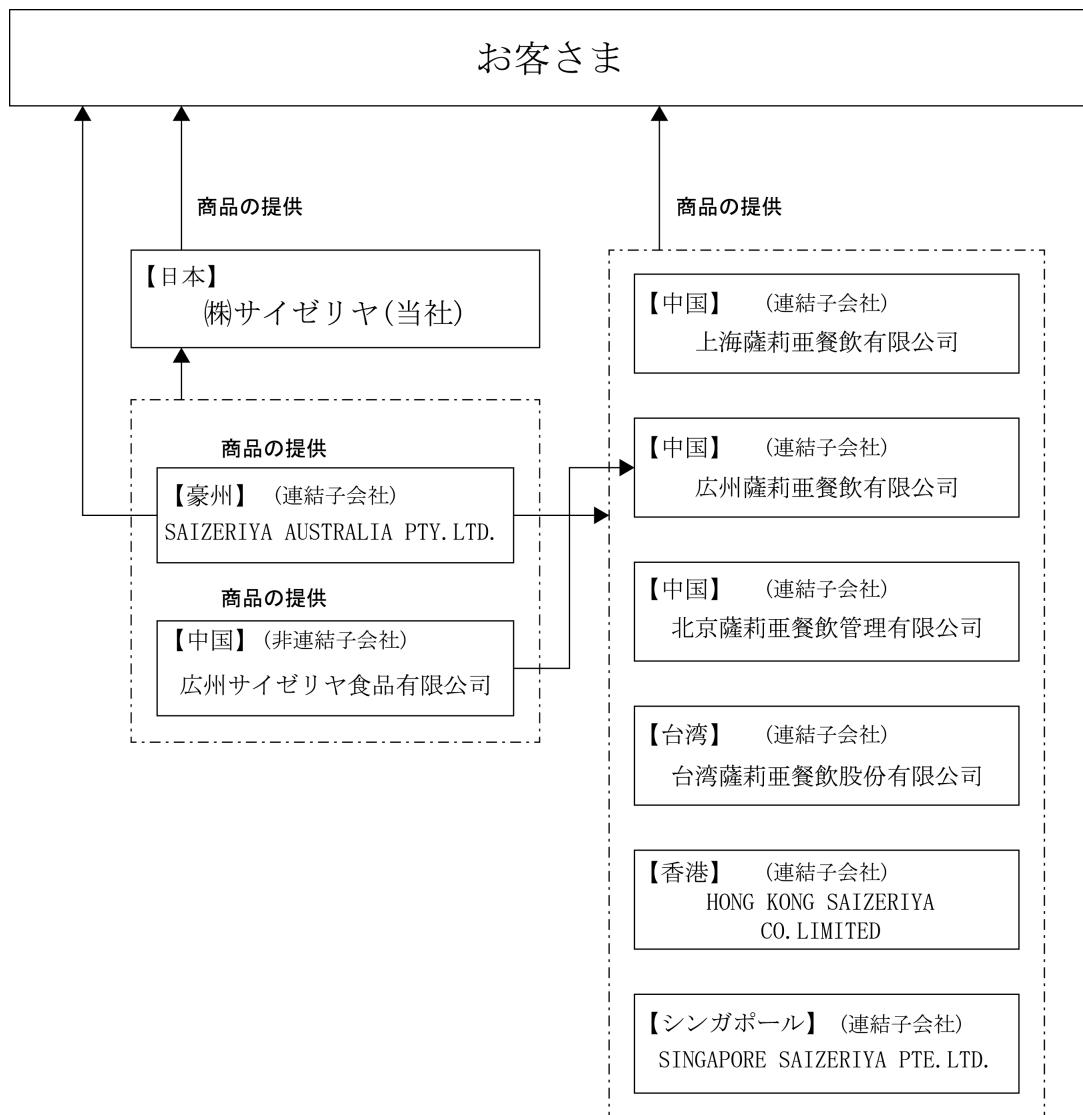 お客さま
商品の提供
商品の提供
【日本】
㈱サイゼリヤ(当社)
商品の提供
【豪州】 (連結子会社)
SAIZERIYA AUSTRALIA PTY.LTD.
商品の提供
【中国】 (非連結子会社)
広州サイゼリヤ食品有限公司
【中国】 (連結子会社)
上海薩莉亜餐飲有限公司
【中国】 (連結子会社)
広州薩莉亜餐飲有限公司
【中国】 (連結子会社)
北京薩莉亜餐飲管理有限公司
【台湾】 (連結子会社)
台湾薩莉亜餐飲股份有限公司
【香港】 (連結子会社)
HONG KONG SAIZERIYA
CO.LIMITED
【シンガポール】 (連結子会社)
SINGAPORE SAIZERIYA PTE.LTD.